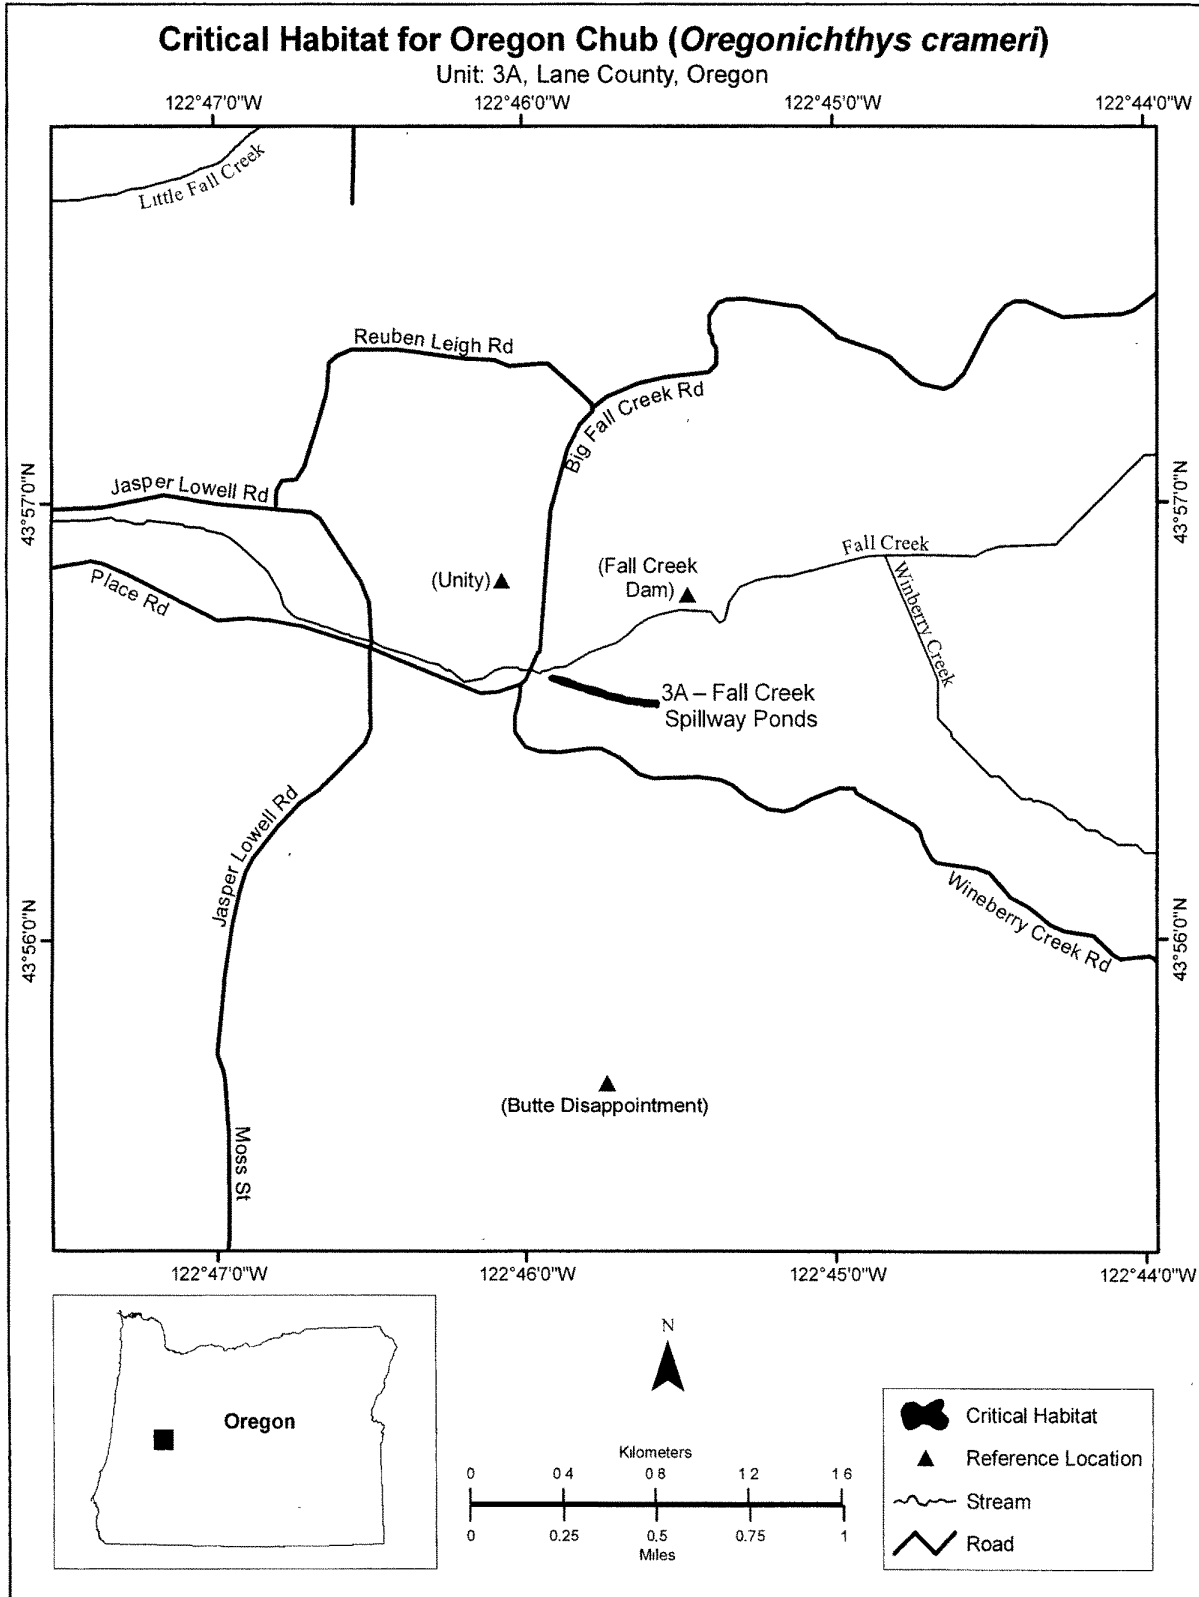 Critical Habitat for Oregon Chub (Oregonichthys crameri)
Unit: 3A, Lane County, Oregon
122°47'0"W 122°46'0"W 122°45'0"W 122°44'0"W
Little Fall Creek
Reuben Leigh Rd
Big Fall Creek Rd
43°57'0"N
43°57'0"N
Jasper Lowell Rd
Fall Creek
(Fall Creek
Dam)
(Unity)
Place Rd
Winberry Creek
3A – Fall Creek
Spillway Ponds
Jasper Lowell Rd
Wineberry Creek Rd
43°56'0"N
43°56'0"N
(Butte Disappointment)
Moss St
122°47'0"W 122°46'0"W 122°45'0"W 122°44'0"W
Oregon
N
Kilometers
0 0 4 0 8 1 2 1 6
0 0.25 0.5 0.75 1
Miles
Critical Habitat
Reference Location
Stream
Road